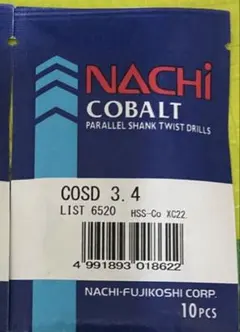 NACHi
COBALT
PARALLEL SHANK TWIST DRILLS
COSD 3.4
LIST 6520 HSS-Co XC22
4 991893 018622
NACHI-FUJIKOSHI CORP.
10PCS